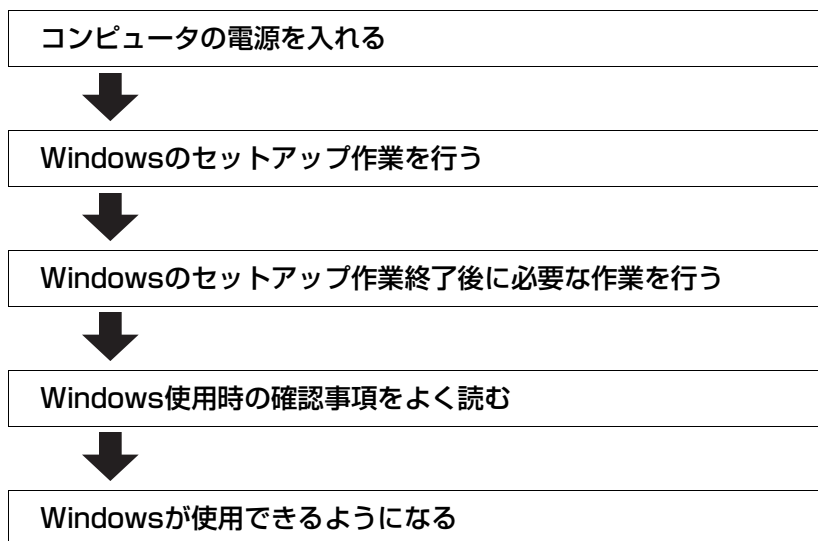 コンピュータの電源を入れる
Windowsのセットアップ作業を行う
Windowsのセットアップ作業終了後に必要な作業を行う
Windows使用時の確認事項をよく読む
Windowsが使用できるようになる